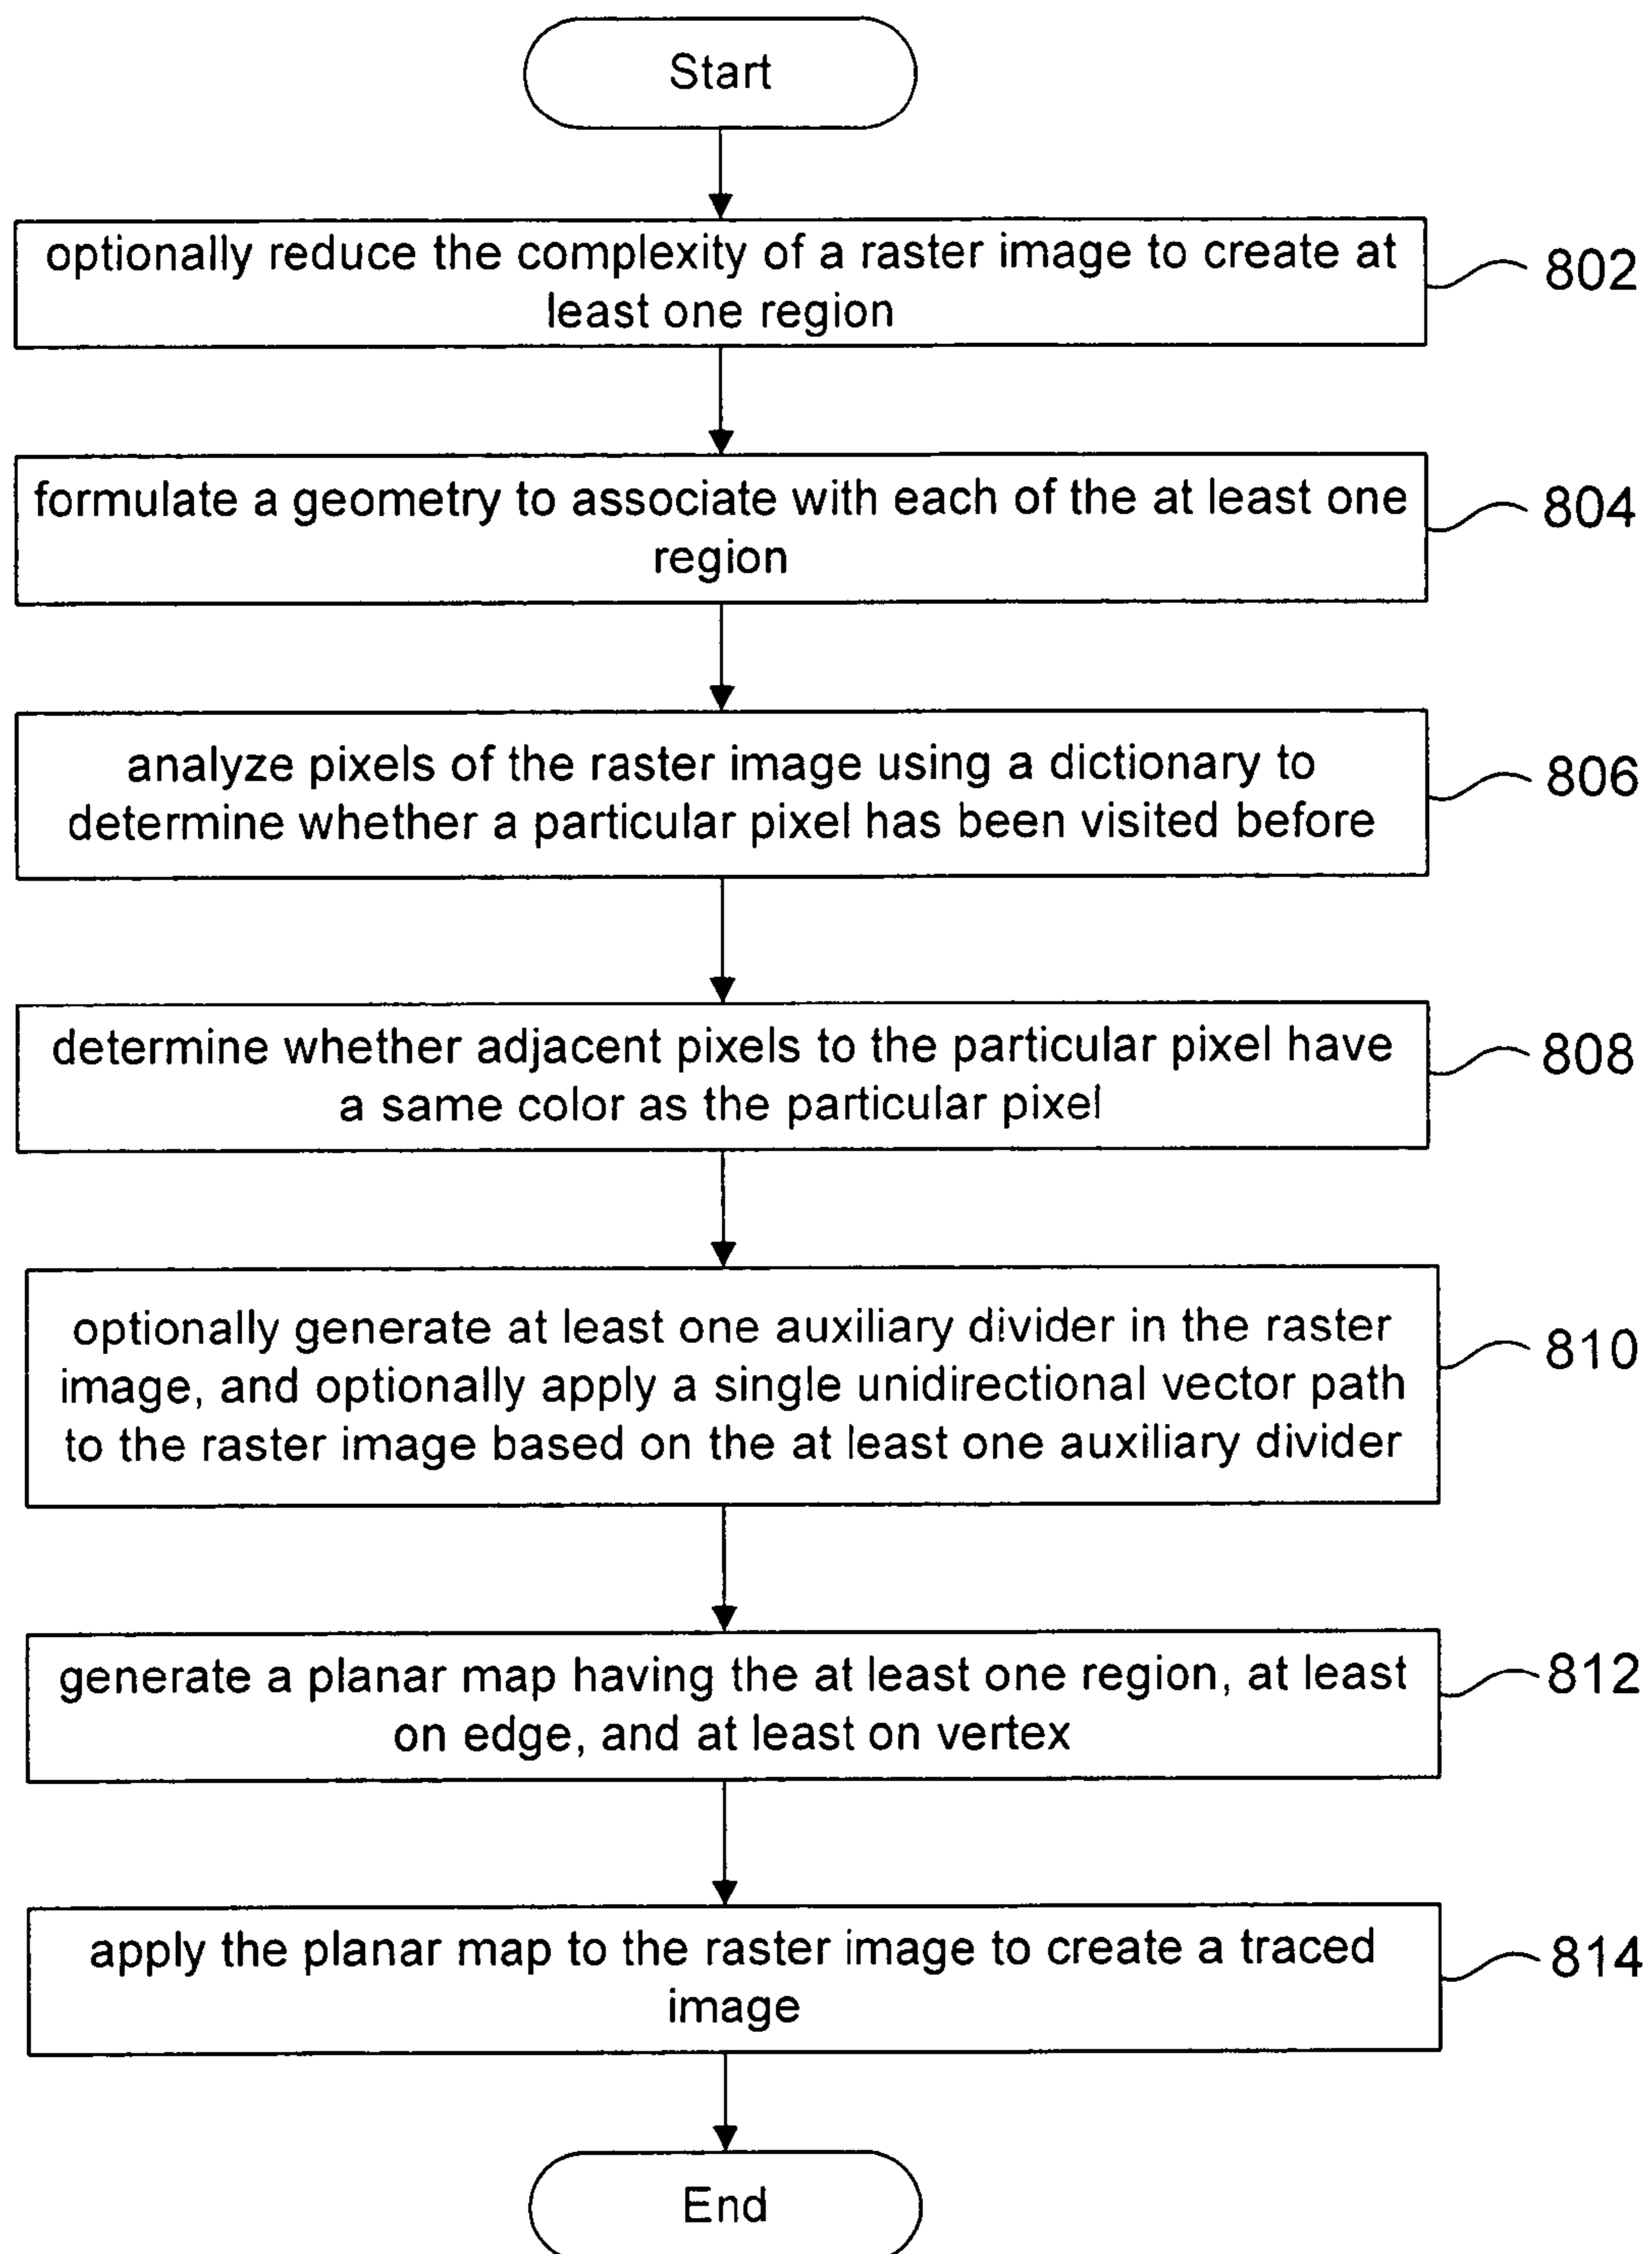 Start
optionally reduce the complexity of a raster image to create at
least one region
802
formulate a geometry to associate with each of the at least one
region
804
analyze pixels of the raster image using a dictionary to
determine whether a particular pixel has been visited before
806
determine whether adjacent pixels to the particular pixel have
a same color as the particular pixel
808
optionally generate at least one auxiliary divider in the raster
image, and optionally apply a single unidirectional vector path
to the raster image based on the at least one auxiliary divider
810
generate a planar map having the at least one region, at least
on edge, and at least on vertex
812
apply the planar map to the raster image to create a traced
image
814
End